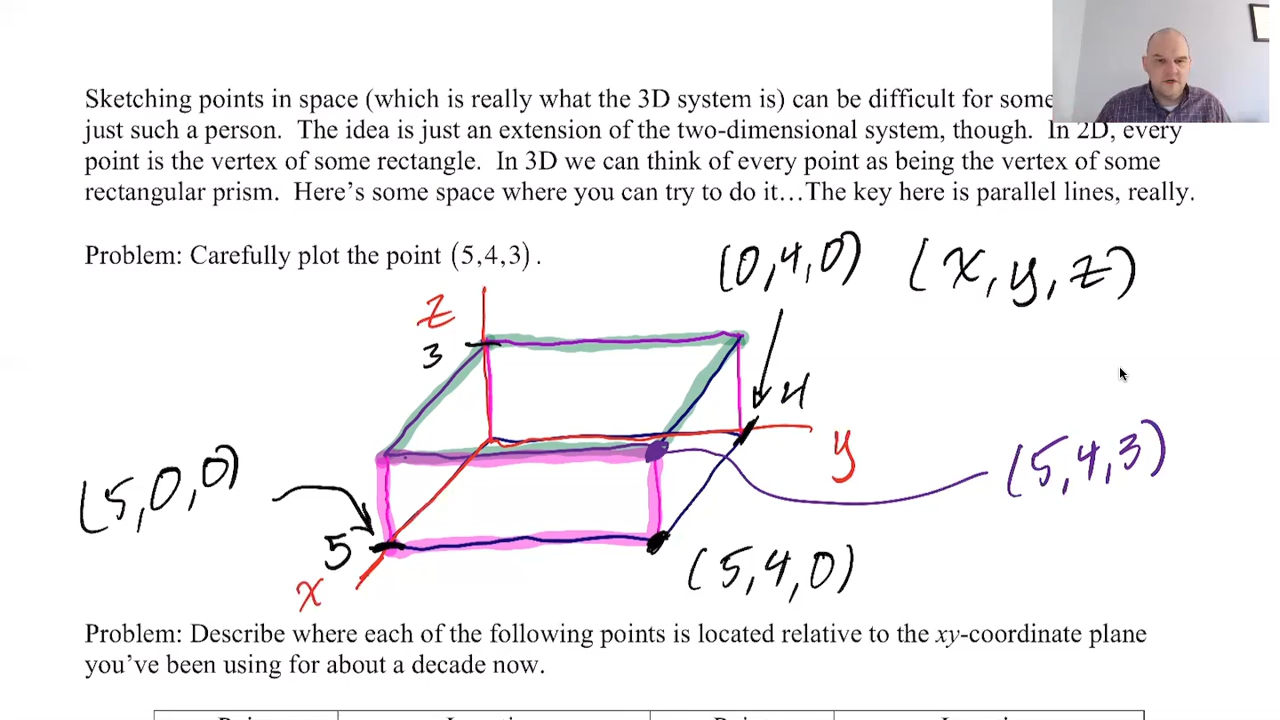 Sketching points in space (which is really what the 3D system is) can be difficult for some
just such a person. The idea is just an extension of the two-dimensional system, though. In 2D, every
point is the vertex of some rectangle. In 3D we can think of every point as being the vertex of some
rectangular prism. Here's some space where you can try to do it…The key here is parallel lines, really.
Problem: Carefully plot the point (5,4,3).
(0,4,0) (x,y,z)
z
3
4
y
(5,4,3)
(5,0,0)
5
x
(5,4,0)
Problem: Describe where each of the following points is located relative to the xy-coordinate plane
you've been using for about a decade now.